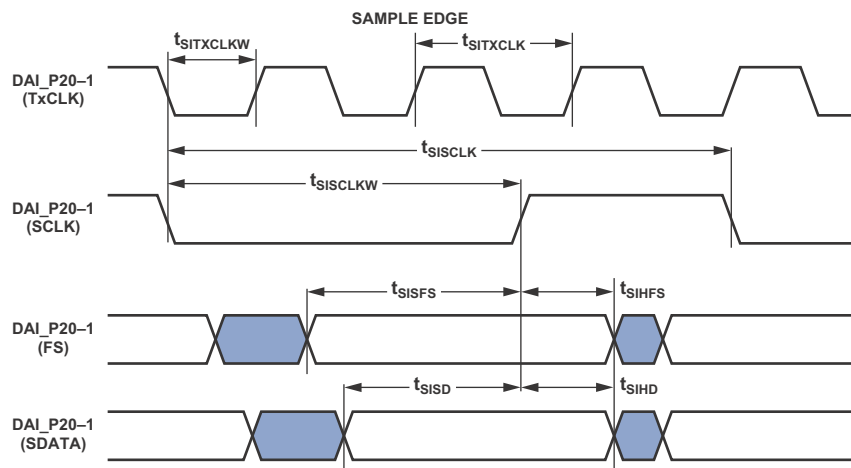 SAMPLE EDGE
tSITXCLKW
tSITXCLK
DAI_P20–1
(TxCLK)
tSISCLK
tSISCLKW
DAI_P20–1
(SCLK)
tSISFS
tSIHFS
DAI_P20–1
(FS)
tSISD
tSIHD
DAI_P20–1
(SDATA)